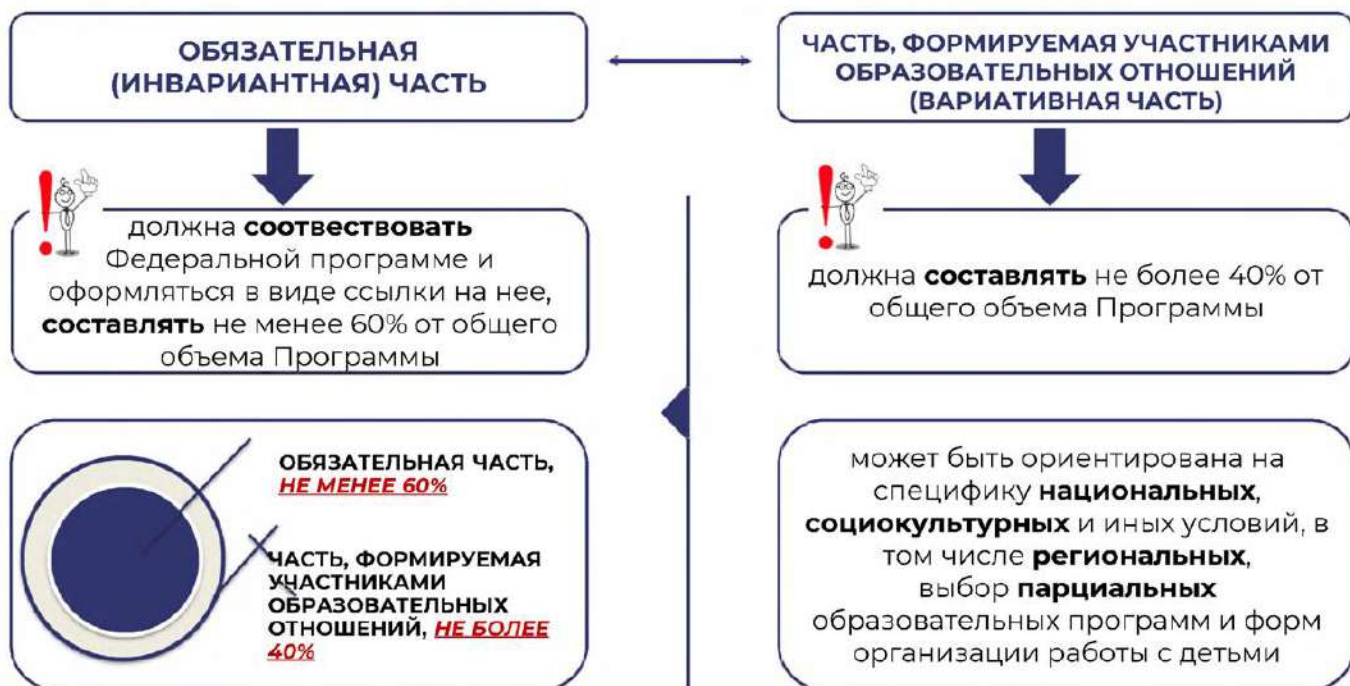 ОБЯЗАТЕЛЬНАЯ
(ИНВАРИАНТНАЯ) ЧАСТЬ
ЧАСТЬ, ФОРМИРУЕМАЯ УЧАСТНИКАМИ
ОБРАЗОВАТЕЛЬНЫХ ОТНОШЕНИЙ
(ВАРИАТИВНАЯ ЧАСТЬ)
должна соотвествовать
Федеральной программе и
оформляться в виде ссылки на нее,
составлять не менее 60% от общего
объема Программы
должна составлять не более 40% от
общего объема Программы
ОБЯЗАТЕЛЬНАЯ ЧАСТЬ,
НЕ МЕНЕЕ 60%
ЧАСТЬ, ФОРМИРУЕМАЯ
УЧАСТНИКАМИ
ОБРАЗОВАТЕЛЬНЫХ
ОТНОШЕНИЙ, НЕ БОЛЕЕ
40%
может быть ориентирована на
специфику национальных,
социокультурных и иных условий, в
том числе региональных,
выбор парциальных
образовательных программ и форм
организации работы с детьми